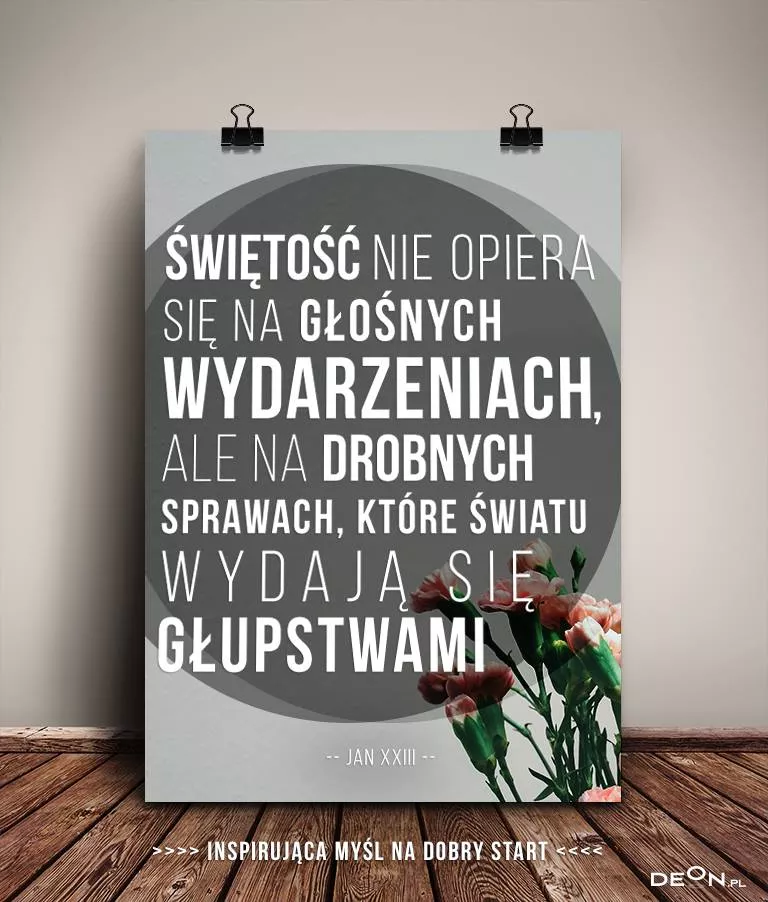 ŚWIĘTOŚĆ NIE OPIERA
SIĘ NA GŁOŚNYCH
WYDARZENIACH,
ALE NA DROBNYCH
SPRAWACH, KTÓRE ŚWIATU
WYDAJĄ SIĘ
GŁUPSTWAMI
-- JAN XXIII --
>>>> INSPIRUJĄCA MYŚL NA DOBRY START <<<<
DEON.PL